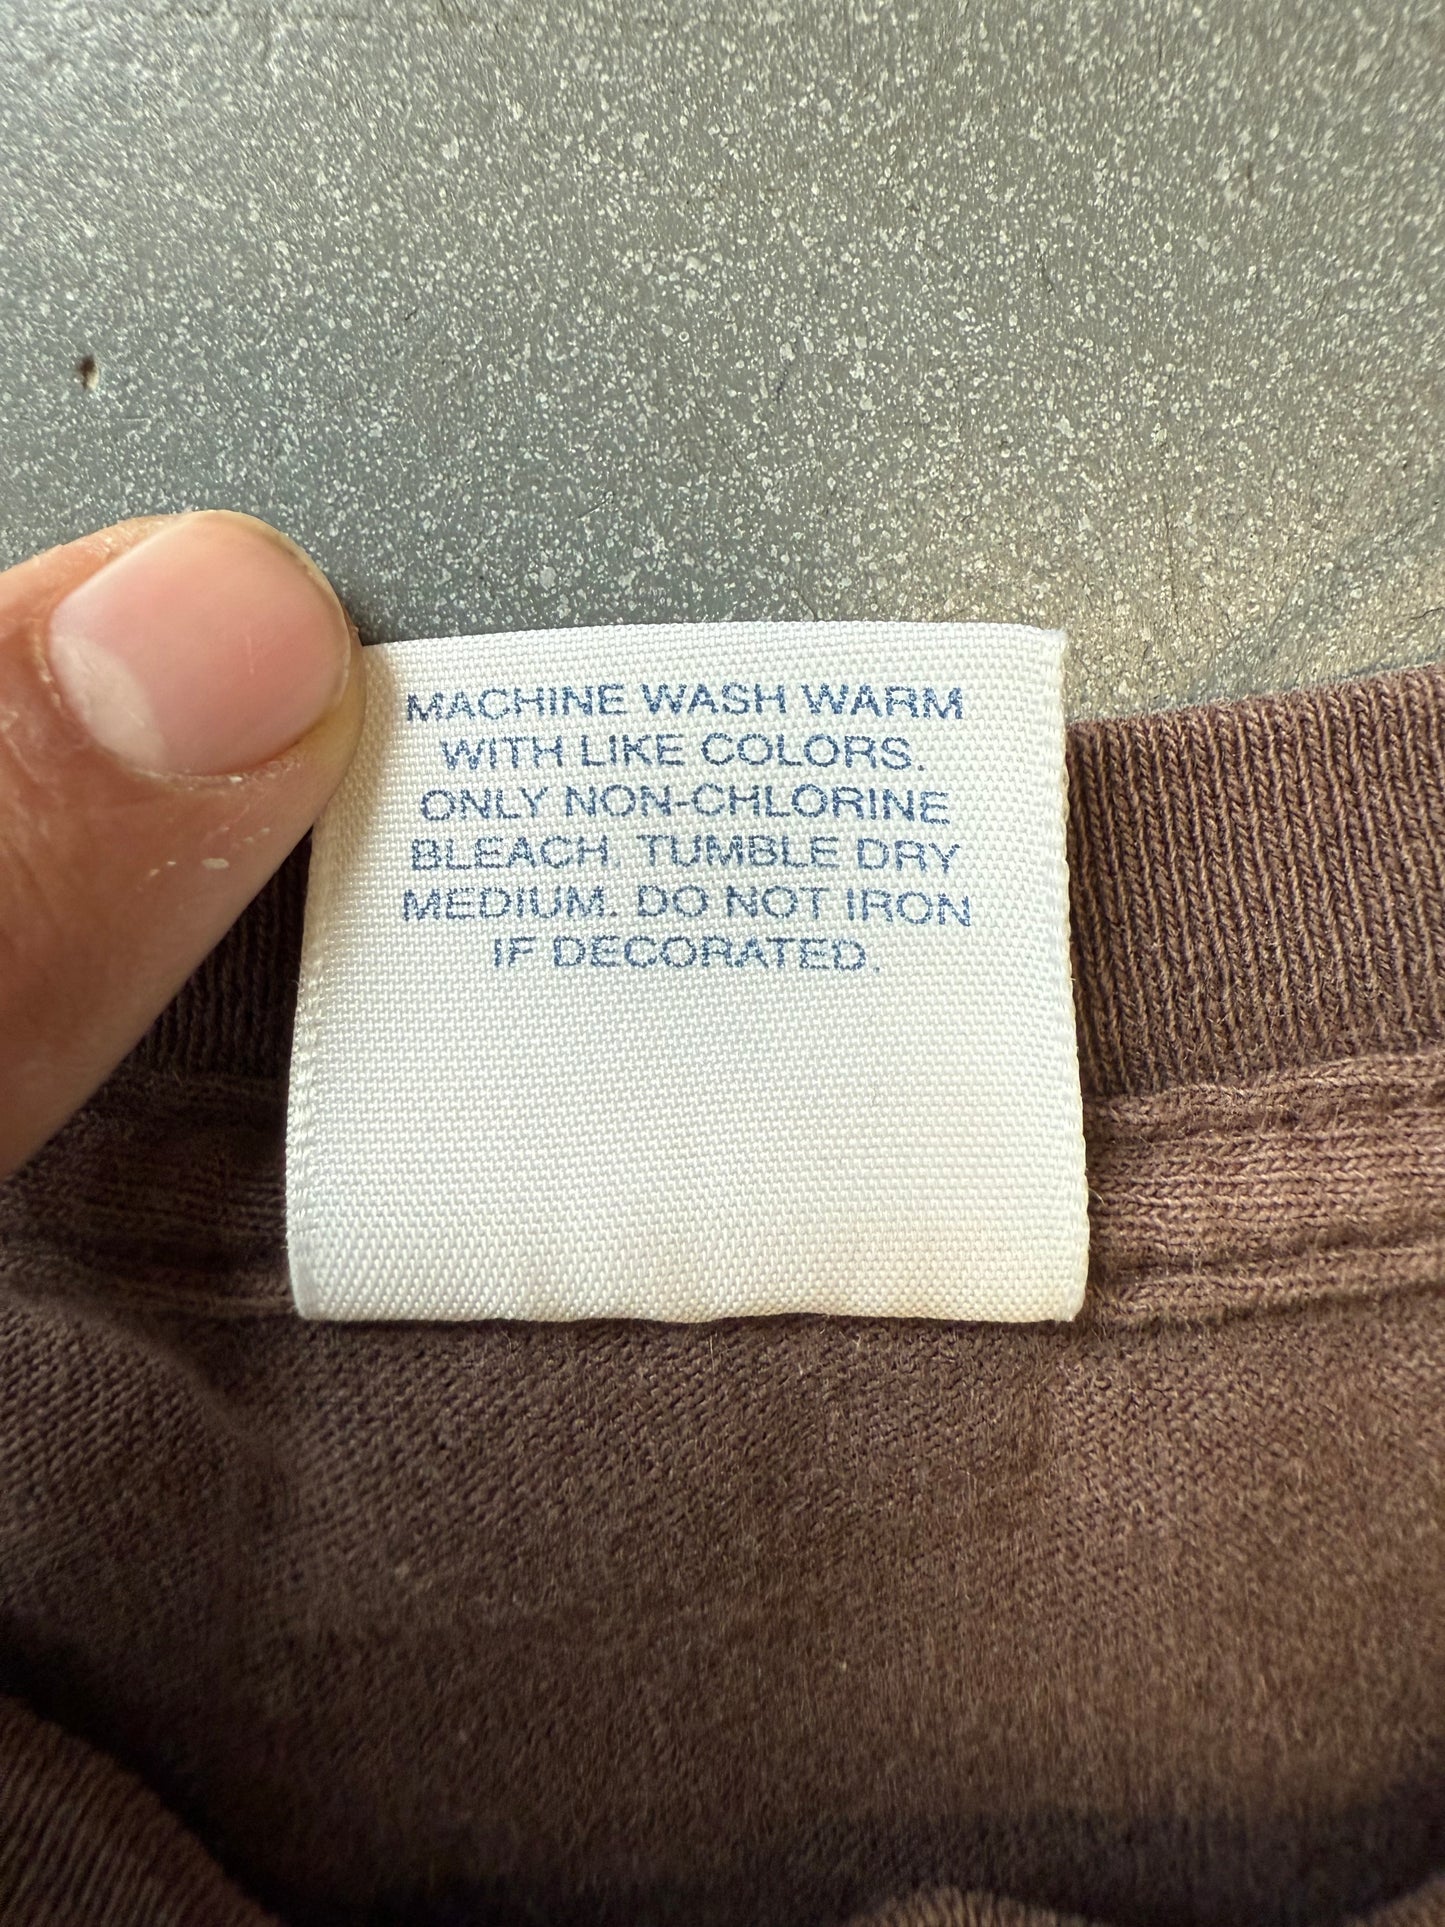 MACHINE WASH WARM
WITH LIKE COLORS.
ONLY NON-CHLORINE
BLEACH. TUMBLE DRY
MEDIUM. DO NOT IRON
IF DECORATED.